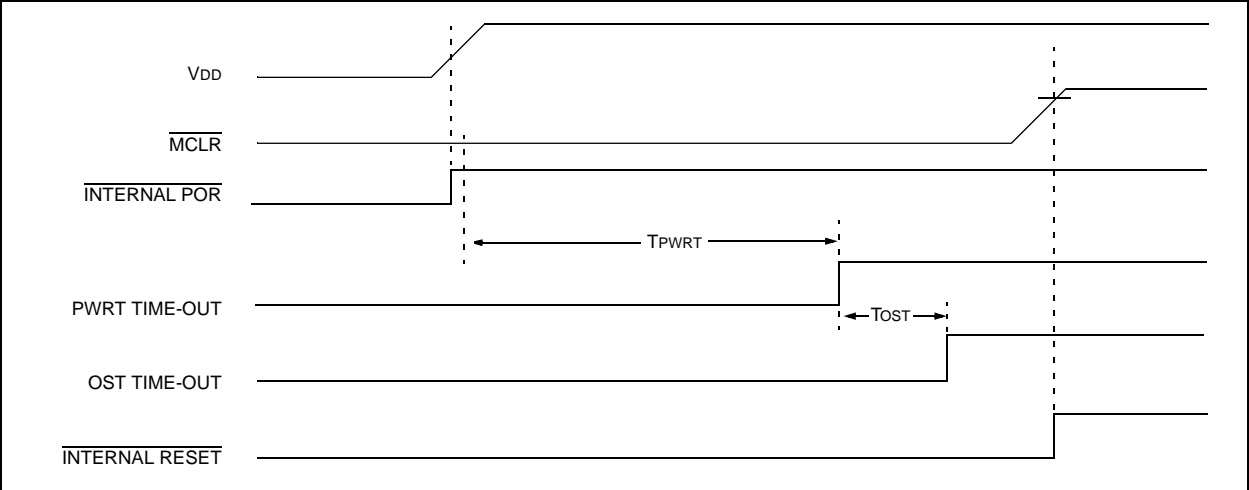 VDD
MCLR
INTERNAL POR
TPWRT
PWRT TIME-OUT
TOST
OST TIME-OUT
INTERNAL RESET